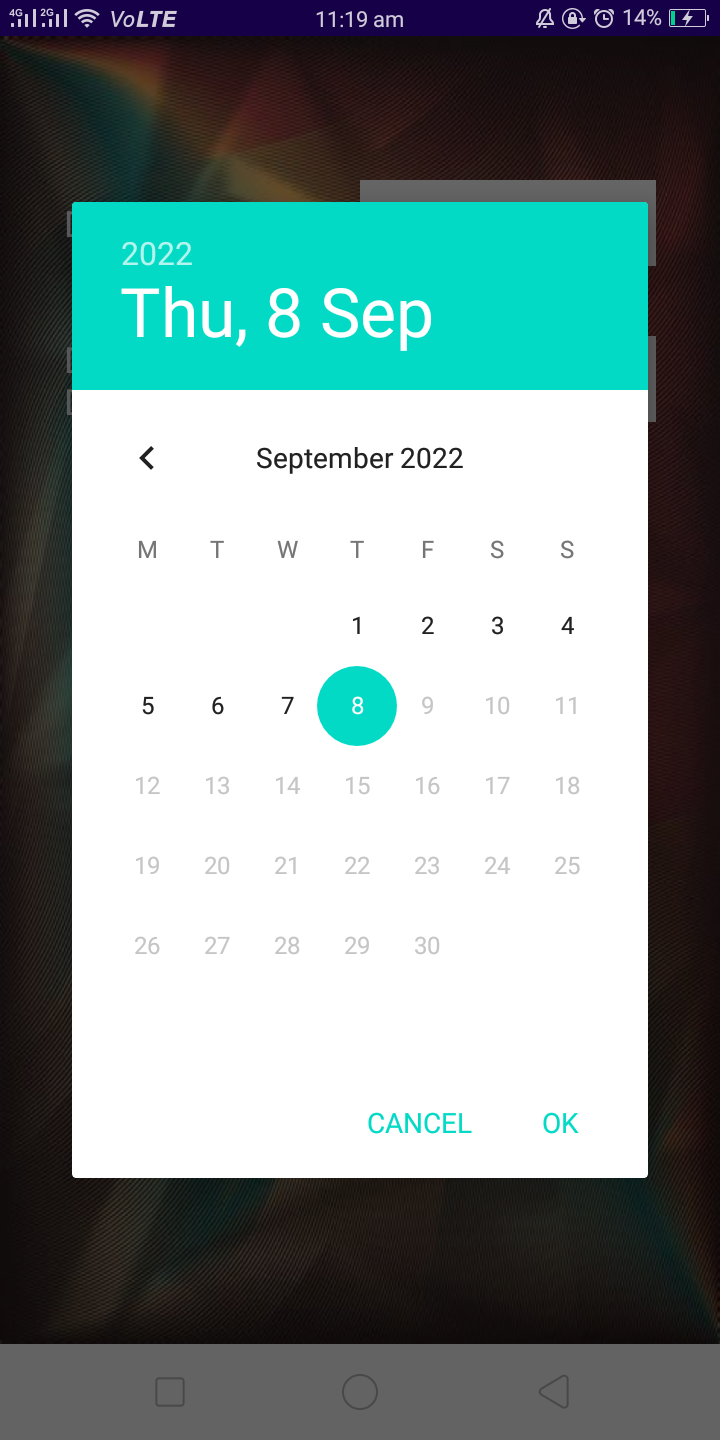 4G 2G VoLTE 11:19 am 14%
2022
Thu, 8 Sep
September 2022
M T W T F S S
1 2 3 4
5 6 7 8 9 10 11
12 13 14 15 16 17 18
19 20 21 22 23 24 25
26 27 28 29 30
CANCEL OK